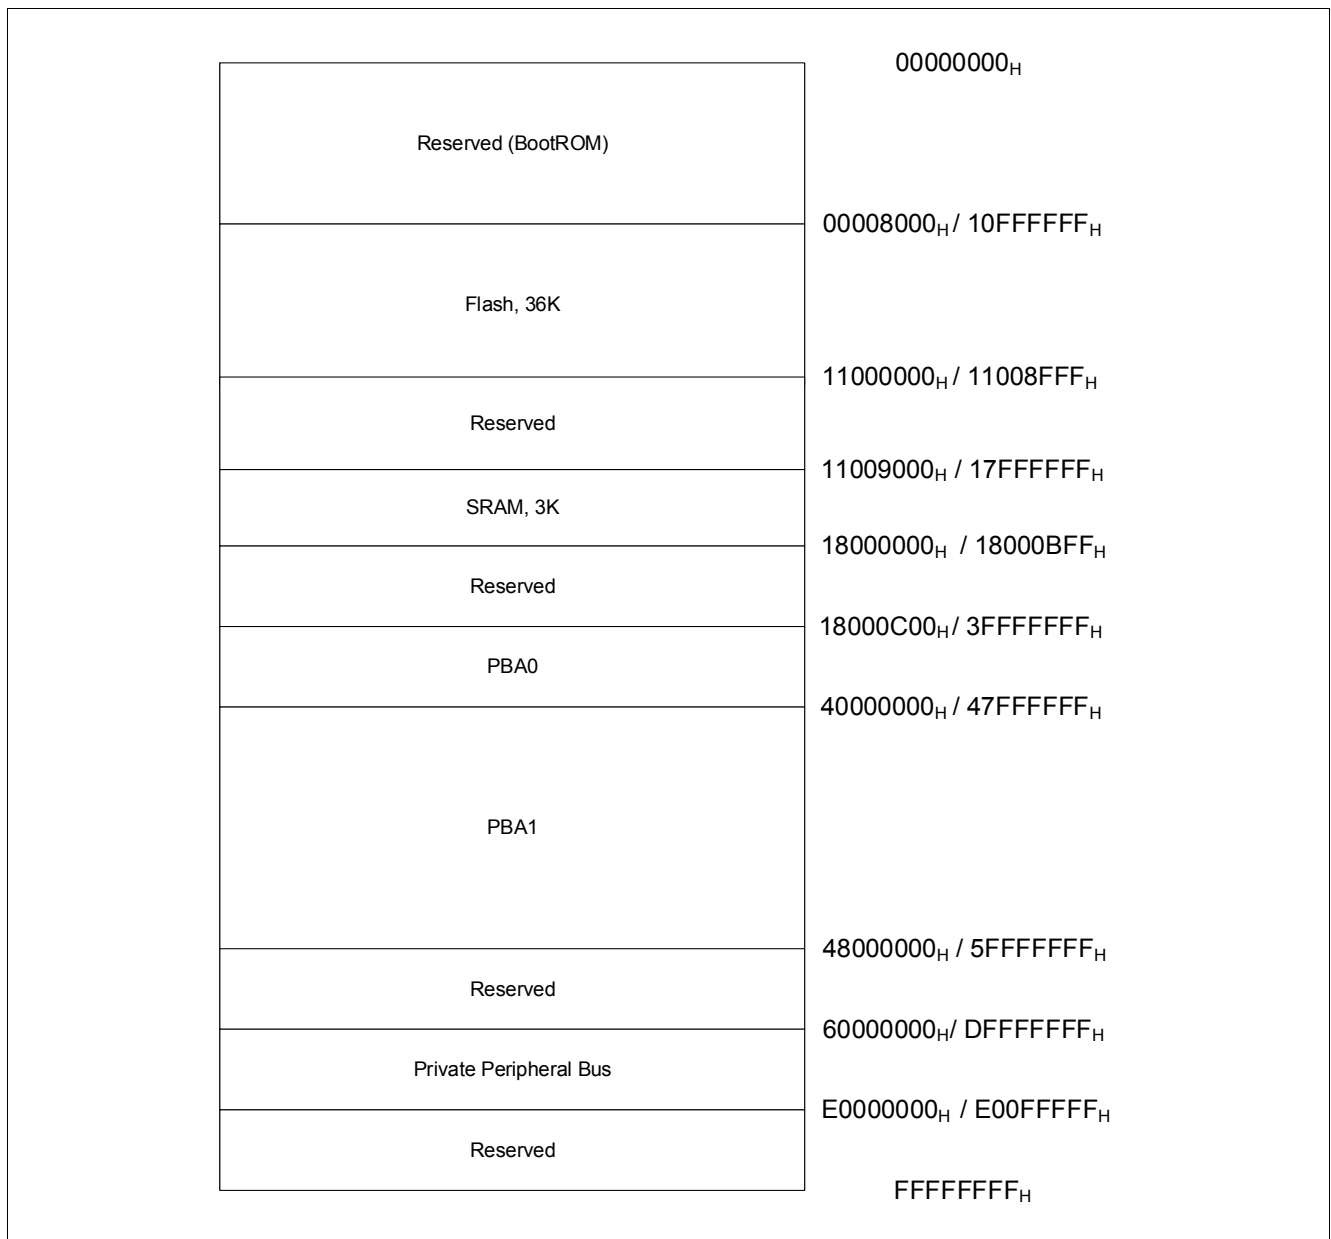 00000000H
Reserved (BootROM)
00008000H / 10FFFFFFH
Flash, 36K
11000000H / 11008FFFH
Reserved
11009000H / 17FFFFFFH
SRAM, 3K
18000000H / 18000BFFH
Reserved
18000C00H / 3FFFFFFFH
PBA0
40000000H / 47FFFFFFH
PBA1
48000000H / 5FFFFFFFH
Reserved
60000000H/ DFFFFFFFH
Private Peripheral Bus
E0000000H / E00FFFFFH
Reserved
FFFFFFFFH